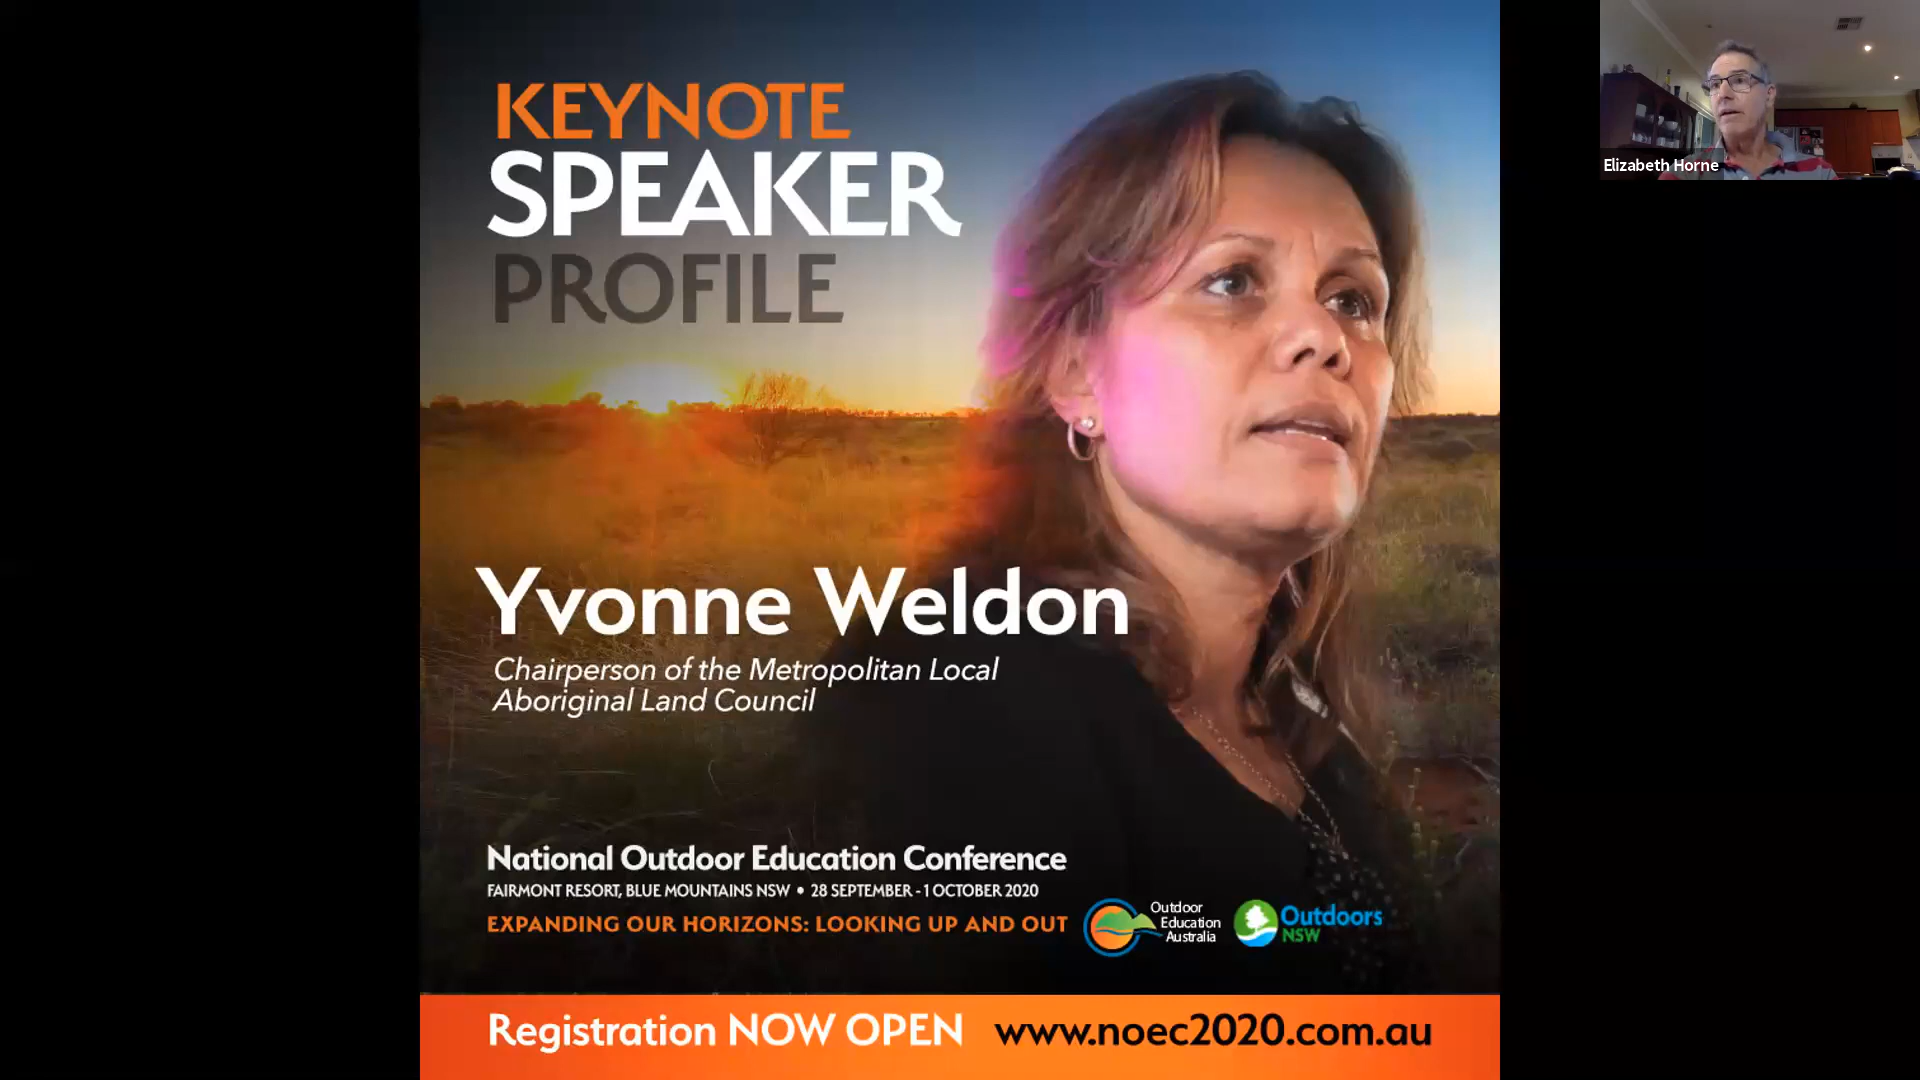 KEYNOTE
SPEAKER
PROFILE
Elizabeth Horne
Yvonne Weldon
Chairperson of the Metropolitan Local
Aboriginal Land Council
National Outdoor Education Conference
FAIRMONT RESORT, BLUE MOUNTAINS NSW • 28 SEPTEMBER - 1 OCTOBER 2020
EXPANDING OUR HORIZONS: LOOKING UP AND OUT
Outdoor
Education
Australia
Outdoors
NSW
Registration NOW OPEN www.noec2020.com.au